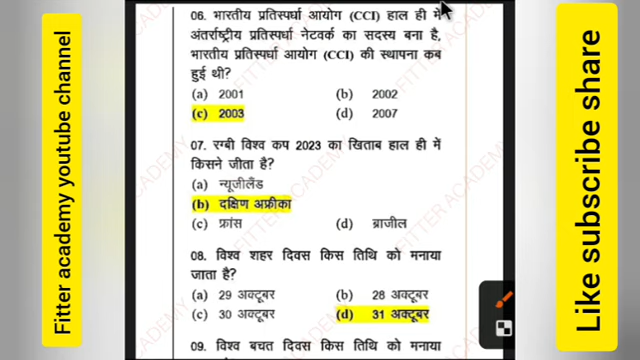 Fitter academy youtube channel
06. भारतीय प्रतिस्पर्धा आयोग (CCI) हाल ही में
अंतर्राष्ट्रीय प्रतिस्पर्धा नेटवर्क का सदस्य बना है,
भारतीय प्रतिस्पर्धा आयोग (CCI) की स्थापना कब
हुई थी?
(a) 2001 (b) 2002
(c) 2003 (d) 2007
07. रग्बी विश्व कप 2023 का खिताब हाल ही में
किसने जीता है?
(a) न्यूजीलैंड
(b) दक्षिण अफ्रीका
(c) फ्रांस (d) ब्राजील
08. विश्व शहर दिवस किस तिथि को मनाया
जाता है?
(a) 29 अक्टूबर (b) 28 अक्टूबर
(c) 30 अक्टूबर (d) 31 अक्टूबर
09. विश्व बचत दिवस किस तिथि को मनाया
Like subscribe share